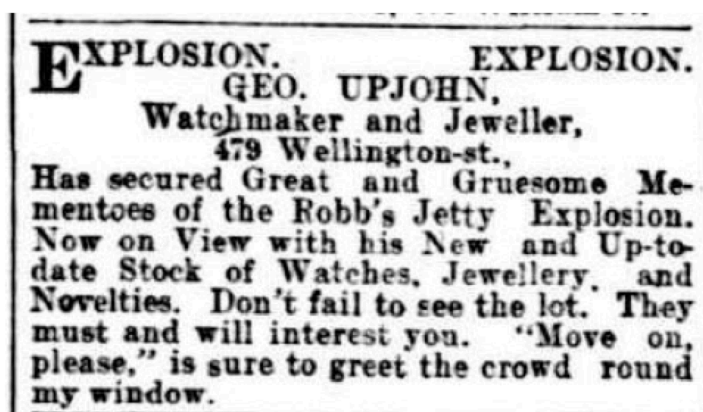 EXPLOSION. EXPLOSION.
GEO. UPJOHN,
Watchmaker and Jeweller,
479 Wellington-st.,
Has secured Great and Gruesome Me-
mentoes of the Robb's Jetty Explosion.
Now on View with his New and Up-to-
date Stock of Watches, Jewellery, and
Novelties. Don't fail to see the lot. They
must and will interest you. "Move on,
please," is sure to greet the crowd round
my window.